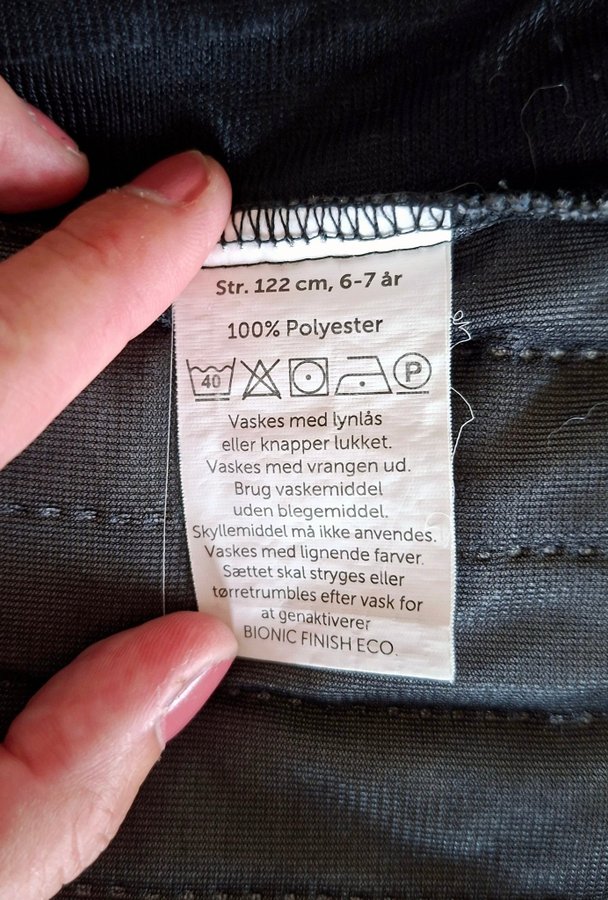 Str. 122 cm, 6-7 år
100% Polyester
40 P
Vaskes med lynlås
eller knapper lukket.
Vaskes med vrangen ud.
Brug vaskemiddel
uden blegemiddel.
Skyllemiddel må ikke anvendes.
Vaskes med lignende farver.
Sættet skal stryges eller
tørretrumbles efter vask for
at genaktiverer
BIONIC FINISH ECO.